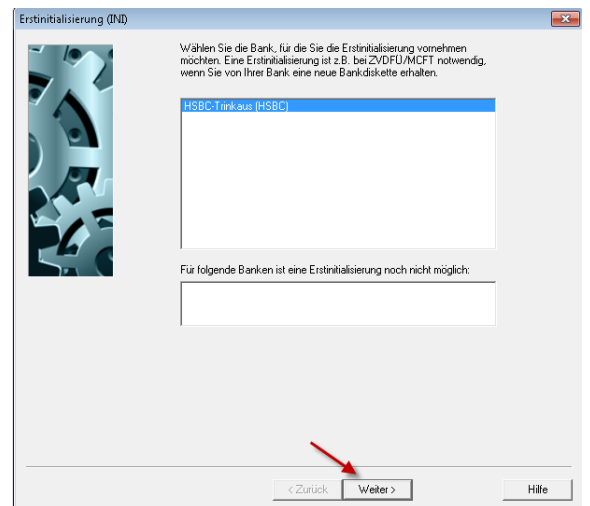 Erstinitialisierung (INI)
Wählen Sie die Bank, für die Sie die Erstinitialisierung vornehmen
möchten. Eine Erstinitialisierung ist z.B. bei ZVDFÜ/MCFT notwendig,
wenn Sie von Ihrer Bank eine neue Bankdiskette erhalten.
HSBC-Trinkaus (HSBC)
Für folgende Banken ist eine Erstinitialisierung noch nicht möglich:
< Zurück
Weiter >
Hilfe